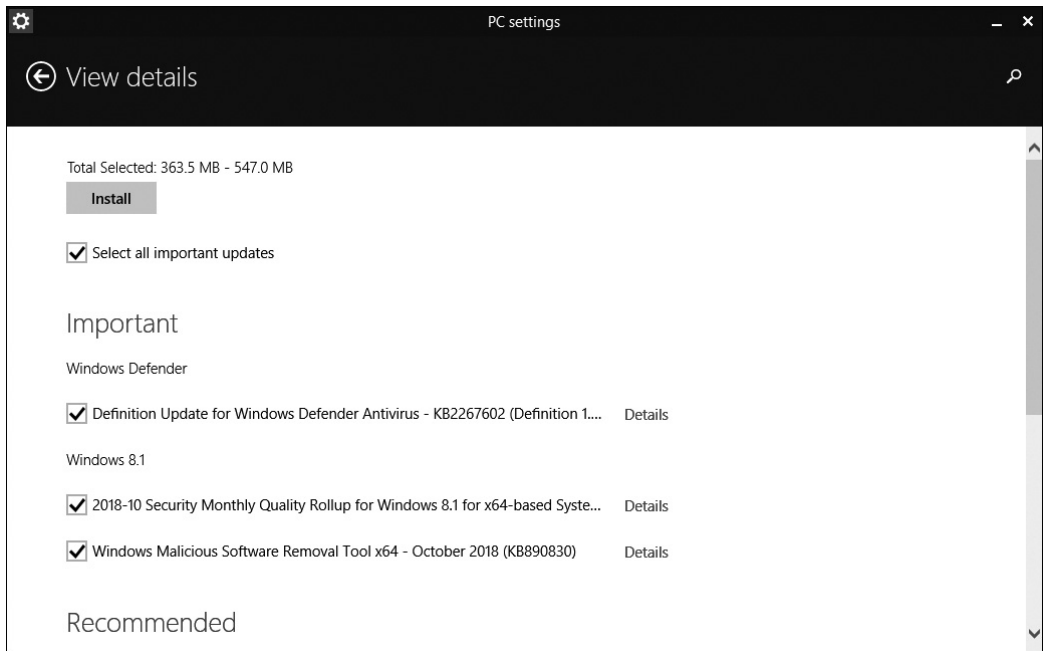 PC settings
View details
Total Selected: 363.5 MB - 547.0 MB
Install
Select all important updates
Important
Windows Defender
Definition Update for Windows Defender Antivirus - KB2267602 (Definition 1.... Details
Windows 8.1
2018-10 Security Monthly Quality Rollup for Windows 8.1 for x64-based Syste... Details
Windows Malicious Software Removal Tool x64 - October 2018 (KB890830) Details
Recommended